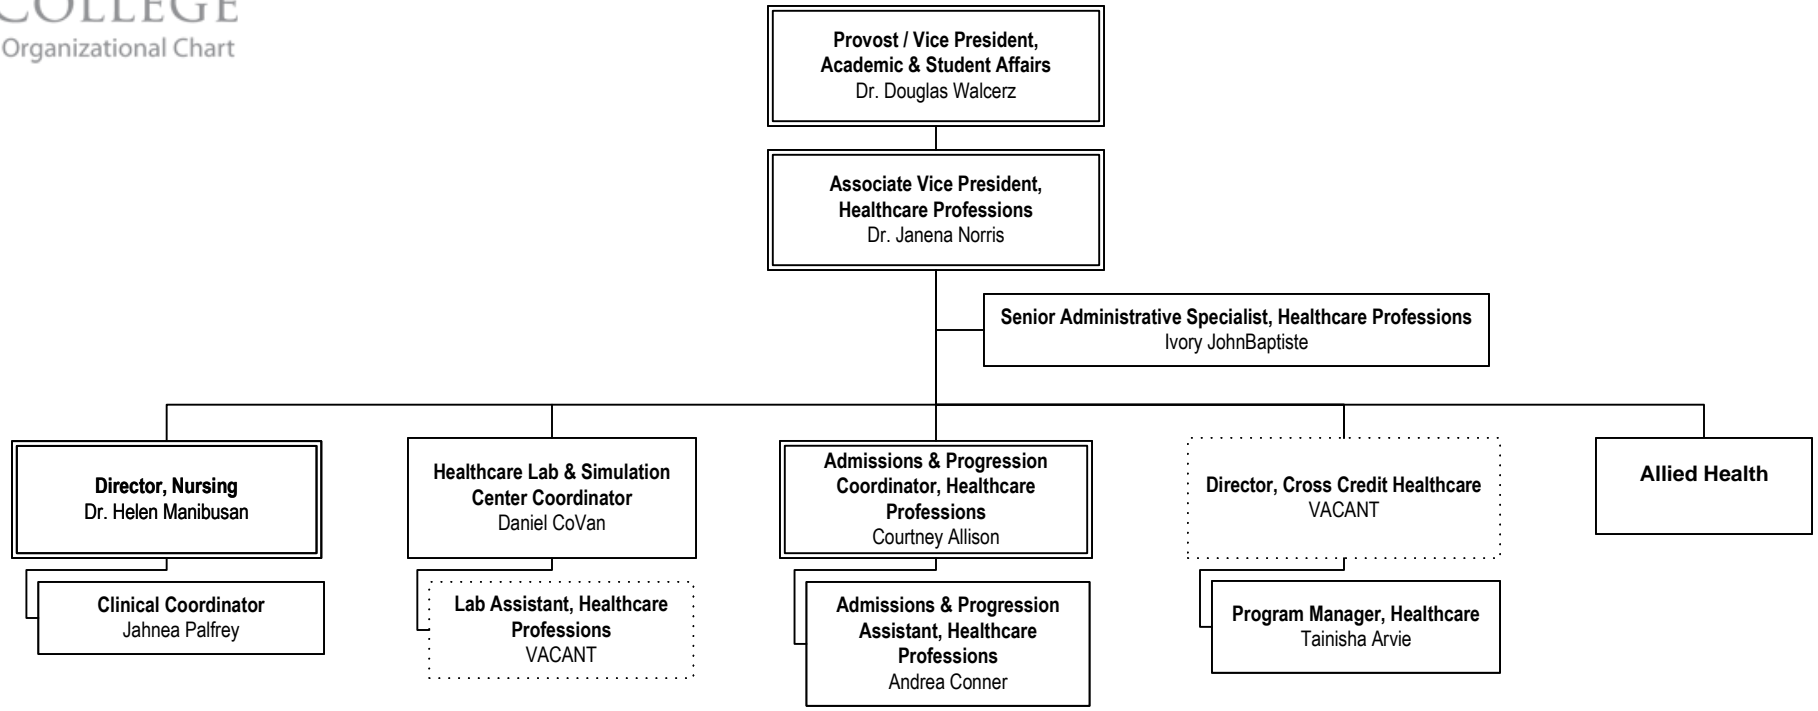 COLLEGE
Organizational Chart
Provost / Vice President,
Academic & Student Affairs
Dr. Douglas Walcerz
Associate Vice President,
Healthcare Professions
Dr. Janena Norris
Senior Administrative Specialist, Healthcare Professions
Ivory JohnBaptiste
Director, Nursing
Dr. Helen Manibusan
Healthcare Lab & Simulation
Center Coordinator
Daniel CoVan
Admissions & Progression
Coordinator, Healthcare
Professions
Courtney Allison
Director, Cross Credit Healthcare
VACANT
Allied Health
Clinical Coordinator
Jahnea Palfrey
Lab Assistant, Healthcare
Professions
VACANT
Admissions & Progression
Assistant, Healthcare
Professions
Andrea Conner
Program Manager, Healthcare
Tainisha Arvie